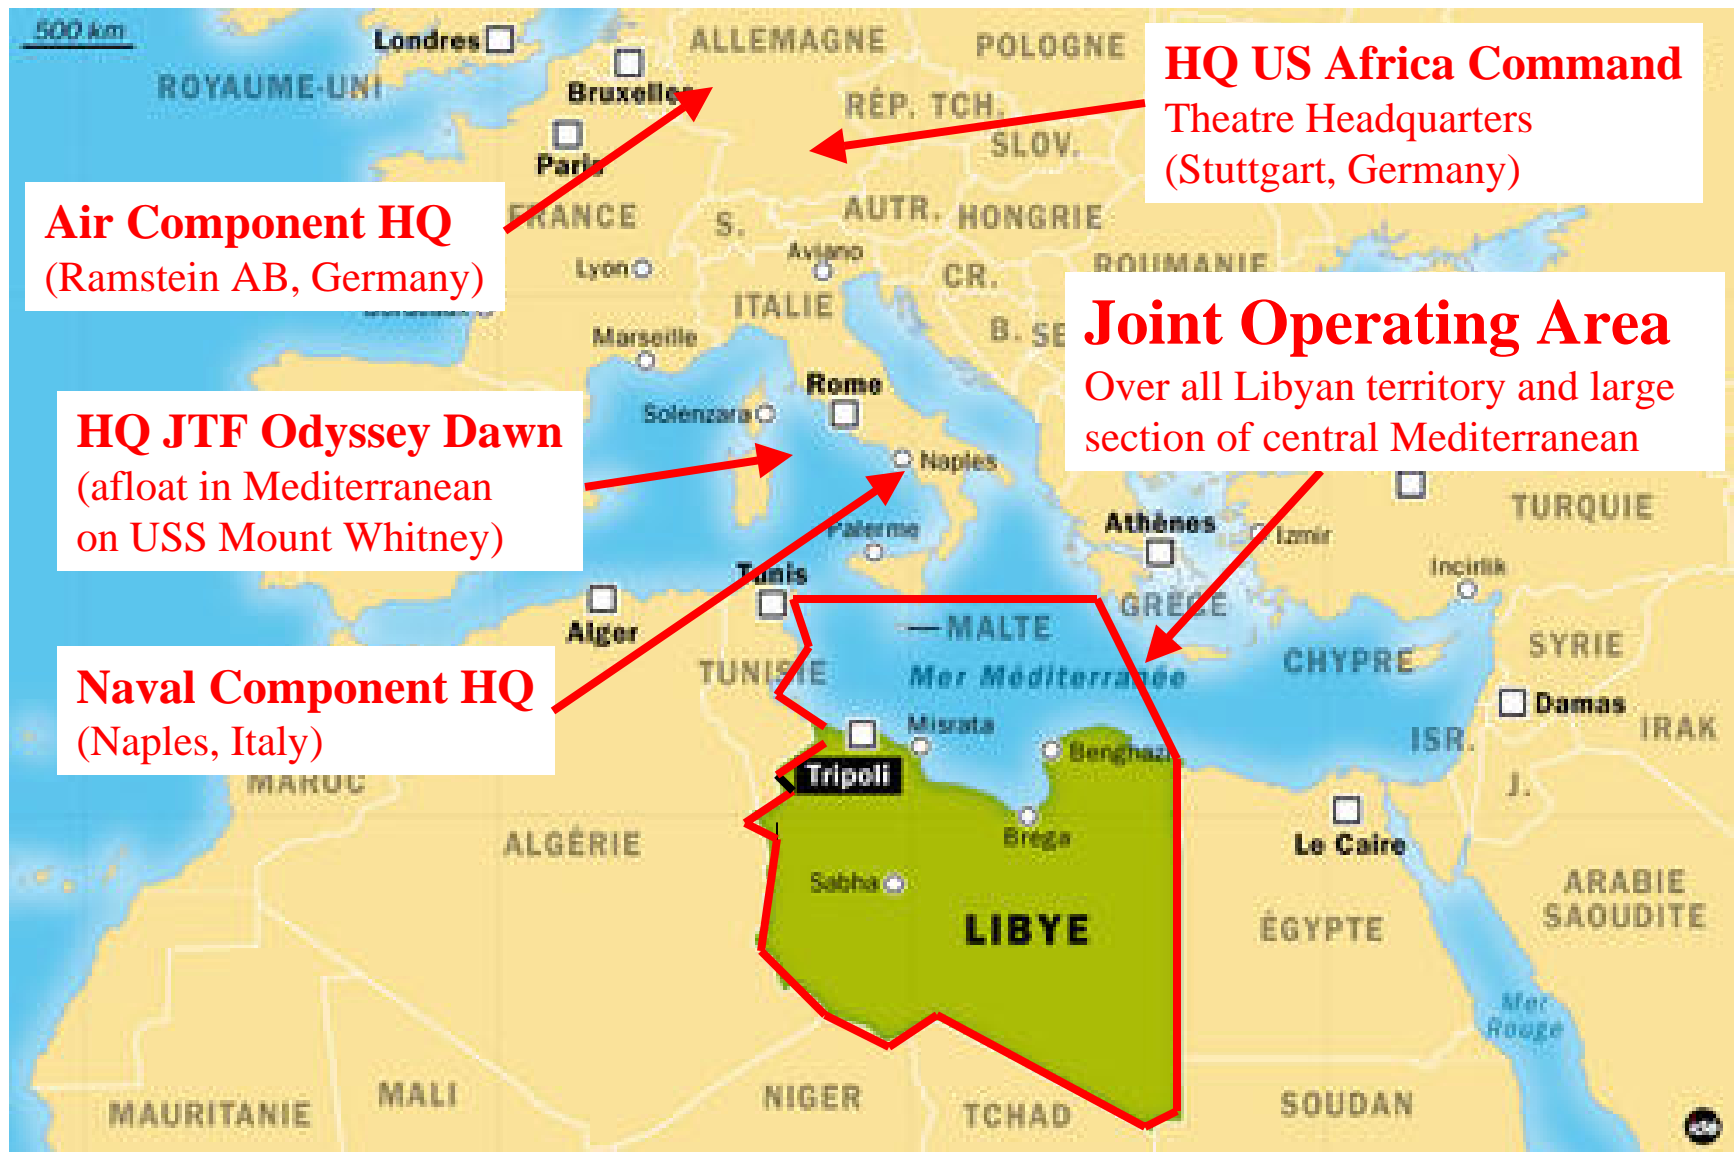 500 km
Londres
ALLEMAGNE
POLOGNE
ROYAUME-UNI
Bruxelles
RÉP. TCH.
SLOV.
Paris
HQ US Africa Command
Theatre Headquarters
(Stuttgart, Germany)
Air Component HQ
(Ramstein AB, Germany)
FRANCE
S.
AUTR.
HONGRIE
Lyon
Aviano
CR.
ROUMANIE
ITALIE
Marseille
B.
SE
Joint Operating Area
Over all Libyan territory and large
section of central Mediterranean
Rome
Solenzara
Naples
HQ JTF Odyssey Dawn
(afloat in Mediterranean
on USS Mount Whitney)
TURQUIE
Athènes
Izmir
Palerme
Incirlik
Tunis
Alger
GRÈCE
MALTE
SYRIE
CHYPRE
TUNISIE
Mer Méditerranée
Naval Component HQ
(Naples, Italy)
Damas
IRAK
Misrata
Benghazi
ISR.
MAROC
Tripoli
J.
ALGÉRIE
Brega
Le Caire
Sabha
ARABIE
SAOUDITE
LIBYE
ÉGYPTE
Mer
Rouge
MAURITANIE
MALI
NIGER
TCHAD
SOUDAN